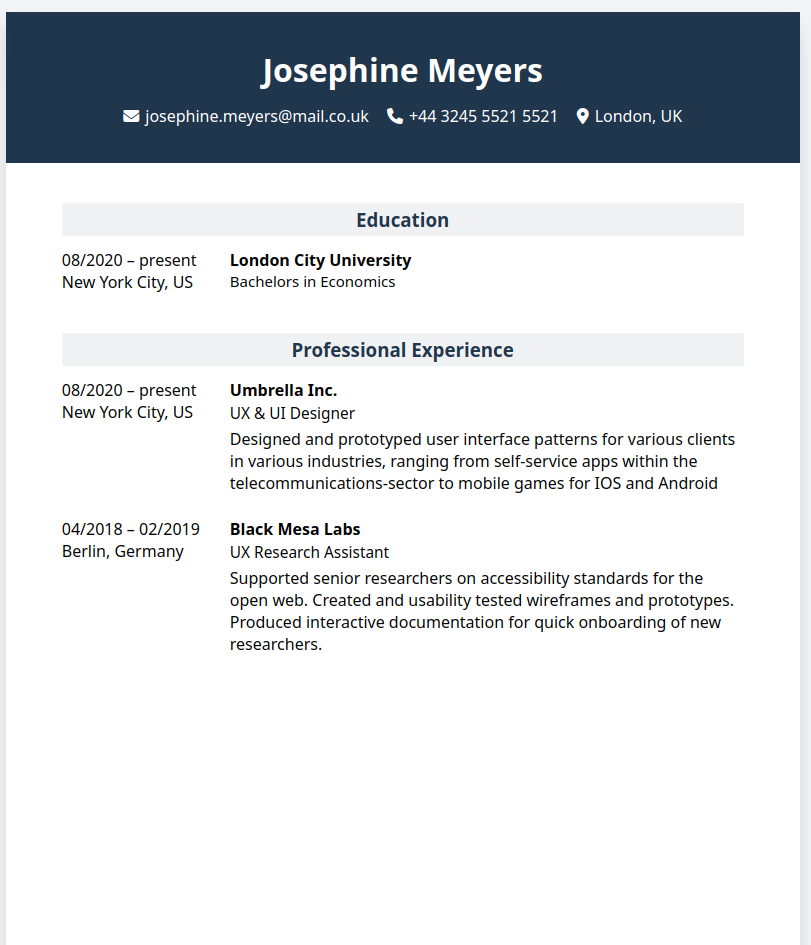 Josephine Meyers
josephine.meyers@mail.co.uk +44 3245 5521 5521 London, UK
Education
08/2020 – present London City University
New York City, US Bachelors in Economics
Professional Experience
08/2020 – present Umbrella Inc.
New York City, US UX & UI Designer
Designed and prototyped user interface patterns for various clients
in various industries, ranging from self-service apps within the
telecommunications-sector to mobile games for IOS and Android
04/2018 – 02/2019 Black Mesa Labs
Berlin, Germany UX Research Assistant
Supported senior researchers on accessibility standards for the
open web. Created and usability tested wireframes and prototypes.
Produced interactive documentation for quick onboarding of new
researchers.